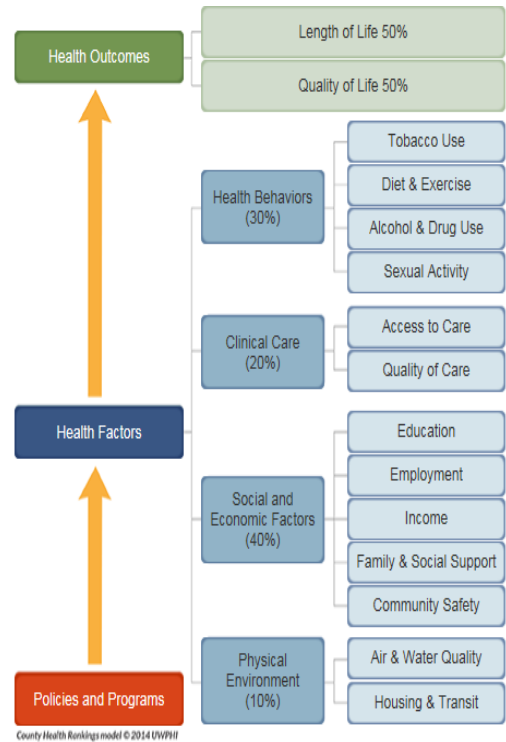 Health Outcomes
Length of Life 50%
Quality of Life 50%
Health Factors
Health Behaviors
(30%)
Tobacco Use
Diet & Exercise
Alcohol & Drug Use
Sexual Activity
Clinical Care
(20%)
Access to Care
Quality of Care
Social and
Economic Factors
(40%)
Education
Employment
Income
Family & Social Support
Community Safety
Physical
Environment
(10%)
Air & Water Quality
Housing & Transit
Policies and Programs
County Health Rankings model © 2014 UWPHI